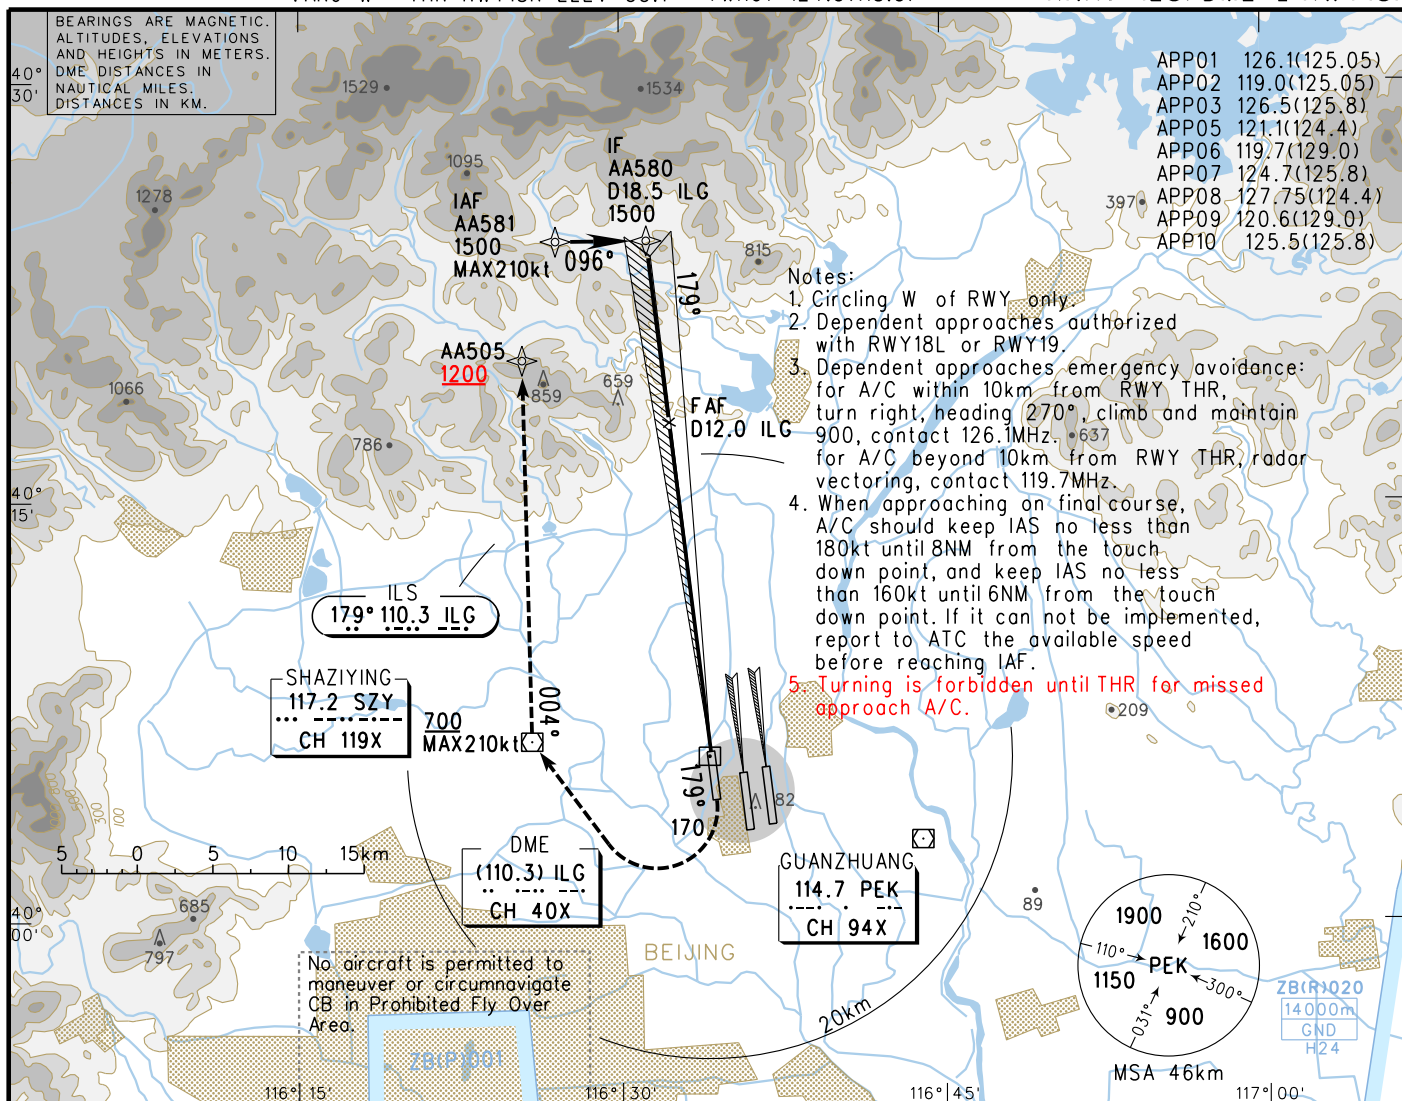 BEARINGS ARE MAGNETIC.
ALTITUDES, ELEVATIONS
AND HEIGHTS IN METERS.
DME DISTANCES IN
NAUTICAL MILES.
DISTANCES IN KM.
40°
30'
1529
1534
APP01 126.1(125.05)
APP02 119.0(125.05)
APP03 126.5(125.8)
APP05 121.1(124.4)
APP06 119.7(129.0)
APP07 124.7(125.8)
APP08 127.75(124.4)
APP09 120.6(129.0)
APP10 125.5(125.8)
1095
1278
397
815
IF
AA580
D18.5 ILG
1500
IAF
AA581
1500
MAX210kt
096°
179°
Notes:
1. Circling W of RWY only.
2. Dependent approaches authorized
with RWY18L or RWY19.
3. Dependent approaches emergency avoidance:
for A/C within 10km from RWY THR,
turn right, heading 270°, climb and maintain
900, contact 126.1MHz.
for A/C beyond 10km from RWY THR, radar
vectoring, contact 119.7MHz.
4. When approaching on final course,
A/C should keep IAS no less than
180kt until 8NM from the touch
down point, and keep IAS no less
than 160kt until 6NM from the touch
down point. If it can not be implemented,
report to ATC the available speed
before reaching IAF.
5. Turning is forbidden until THR for missed
approach A/C.
AA505
1200
859
659
1066
786
637
FAF
D12.0 ILG
40°
15'
ILS
179° 110.3 ILG
SHAZIYING
117.2 SZY
CH 119X
700
MAX210kt
004°
209
179°
170
82
800
600
300
100
5 0 5 10 15km
DME
(110.3) ILG
CH 40X
GUANZHUANG
114.7 PEK
CH 94X
89
685
797
40°
00'
BEIJING
No aircraft is permitted to
maneuver or circumnavigate
CB in Prohibited Fly Over
Area.
ZB(P)001
20km
1900
210°
1600
110°
PEK
1150
300°
031°
900
MSA 46km
ZB(R)020
14000m
GND
H24
116°15'
116°30'
116°45'
117°00'